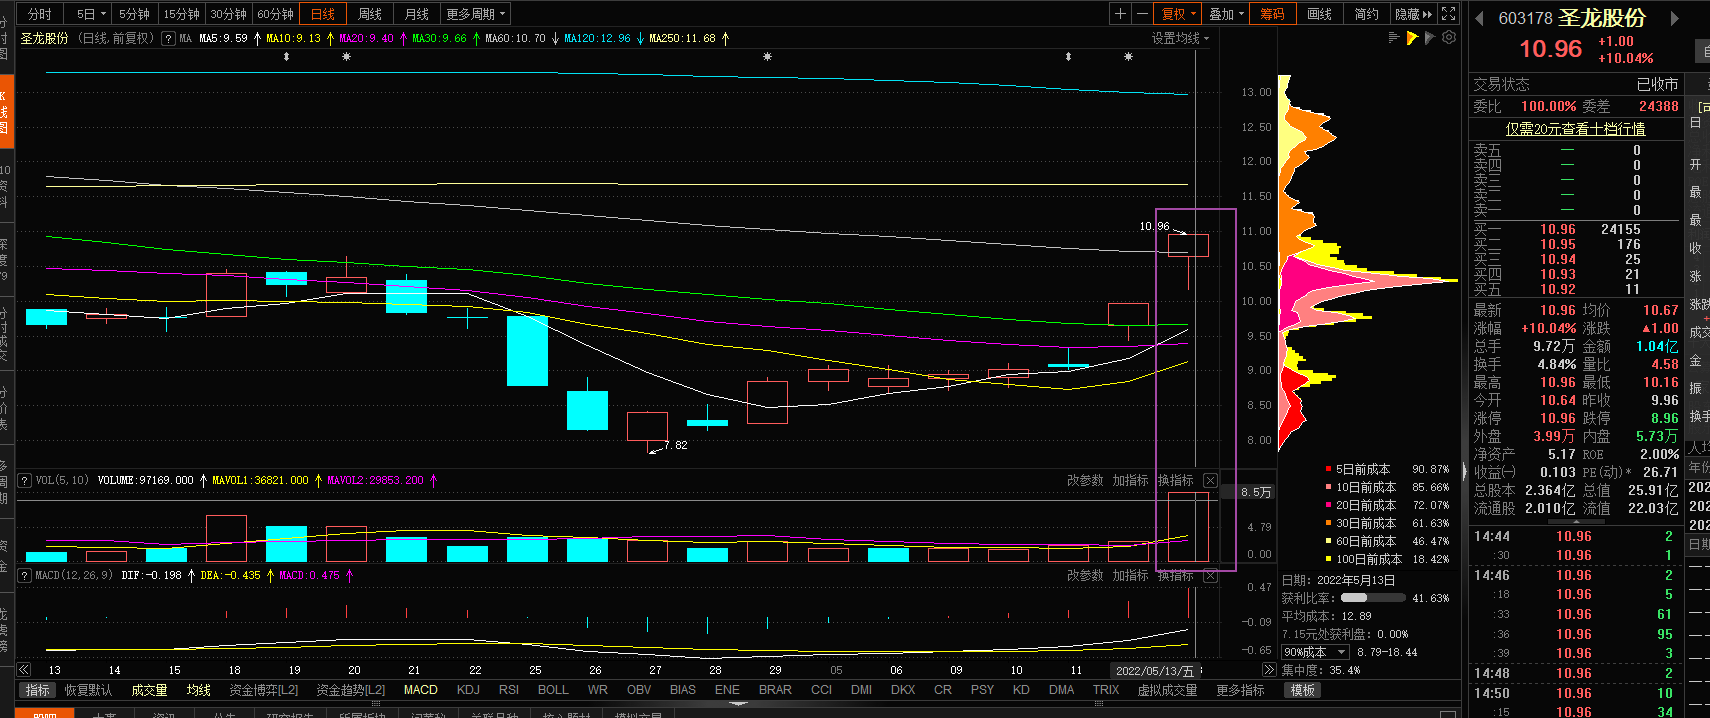 分时 5日 5分钟 15分钟 30分钟 60分钟 日线 周线 月线 更多周期 复权 叠加 筹码 画线 简约 隐藏
圣龙股份 (日线,前复权) ? MA MA5:9.59 MA10:9.13 MA20:9.40 MA30:9.66 MA60:10.70 MA120:12.96 MA250:11.68 设置均线
13.00
12.50
12.00
11.50
11.00
10.50
10.00
9.50
9.00
8.50
8.00
10.96
7.82
? VOL(5,10) VOLUME:97169.000 MAVOL1:36821.000 MAVOL2:29653.200 改参数 加指标 换指标
8.5万
4.79
0.00
? MACD(12,26,9) DIF:-0.198 DEA:-0.435 MACD:0.475 改参数 加指标 换指标
0.47
-0.09
-0.65
13 14 15 18 19 20 21 22 25 26 27 28 29 05 06 09 10 11 2022/05/13/五
指标 恢复默认 成交量 均线 资金博弈[L2] 资金趋势[L2] MACD KDJ RSI BOLL WR OBV BIAS ENE BRAR CCI DMI DKX CR PSY KD DMA TRIX 虚拟成交量 更多指标 模板
5日前成本 90.87%
10日前成本 85.66%
20日前成本 72.07%
30日前成本 61.63%
60日前成本 46.47%
100日前成本 18.42%
日期: 2022年5月13日
获利比率: 41.63%
平均成本: 12.89
7.15元处获利盘: 0.00%
90%成本 8.79-18.44
集中度: 35.4%
603178 圣龙股份
10.96 +1.00
+10.04%
交易状态 已收市
委比 100.00% 委差 24388
仅需20元查看十档行情
卖五 — 0
卖四 — 0
卖三 — 0
卖二 — 0
卖一 — 0
买一 10.96 24155
买二 10.95 176
买三 10.94 25
买四 10.93 21
买五 10.92 11
最新 10.96 均价 10.67
涨幅 +10.04% 涨跌 ▲1.00
总手 9.72万 金额 1.04亿
换手 4.84% 量比 4.58
最高 10.96 最低 10.16
今开 10.64 昨收 9.96
涨停 10.96 跌停 8.96
外盘 3.99万 内盘 5.73万
净资产 5.17 ROE 2.00%
收益(一) 0.103 PE(动)* 26.71
总股本 2.364亿 总值 25.91亿
流通股 2.010亿 流值 22.03亿
14:44 10.96 2
:30 10.96 1
14:46 10.96 2
:18 10.96 5
:33 10.96 61
:36 10.96 95
:39 10.96 3
14:48 10.96 2
14:50 10.96 10
:15 10.96 34